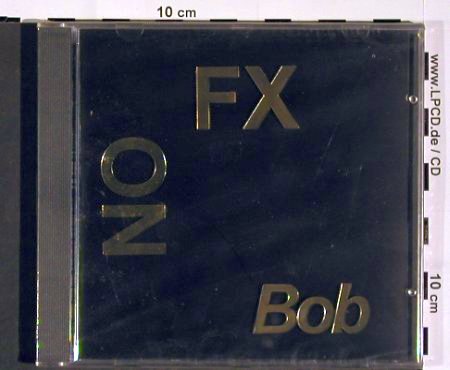 10 cm
FX
NO
Bob
www.LPCD.de / CD
10 cm